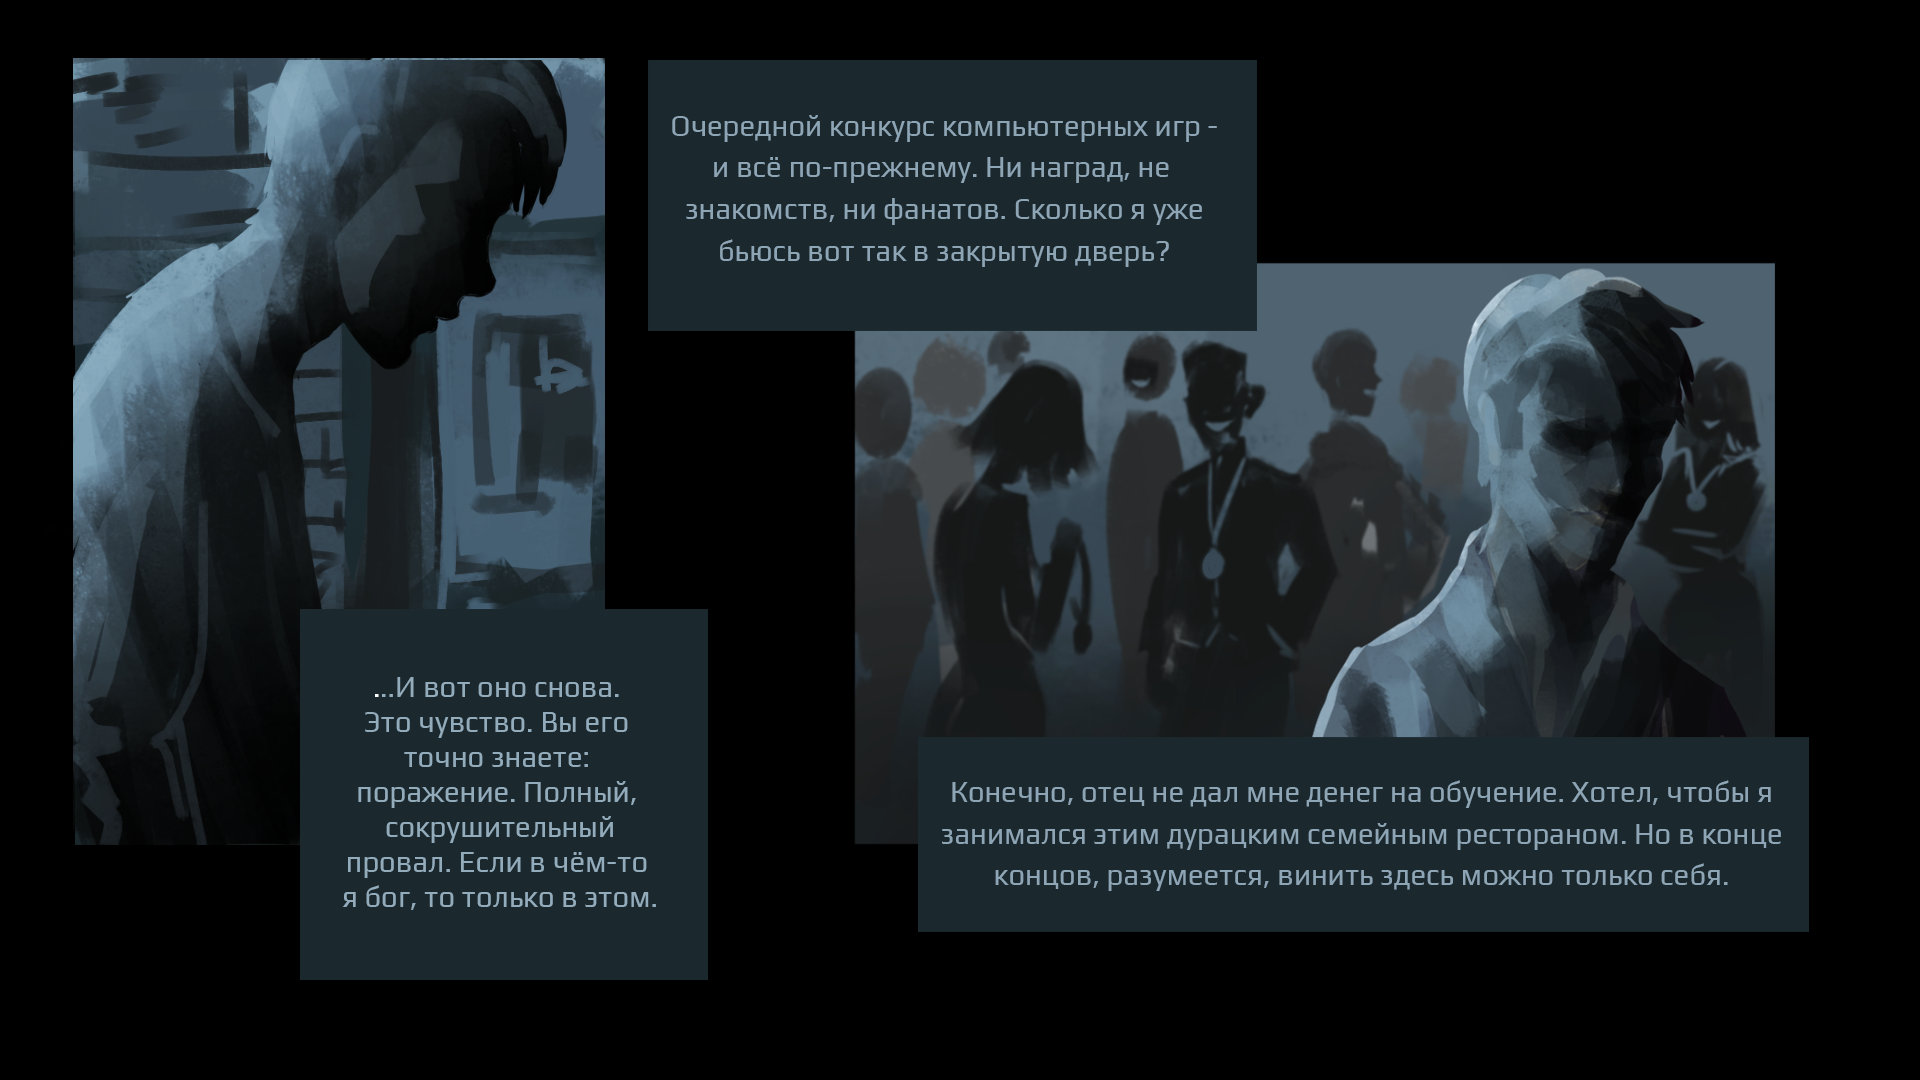 ...И вот оно снова.
Это чувство. Вы его
точно знаете:
поражение. Полный,
сокрушительный
провал. Если в чём-то
я бог, то только в этом.
Очередной конкурс компьютерных игр -
и всё по-прежнему. Ни наград, не
знакомств, ни фанатов. Сколько я уже
бьюсь вот так в закрытую дверь?
Конечно, отец не дал мне денег на обучение. Хотел, чтобы я
занимался этим дурацким семейным рестораном. Но в конце
концов, разумеется, винить здесь можно только себя.